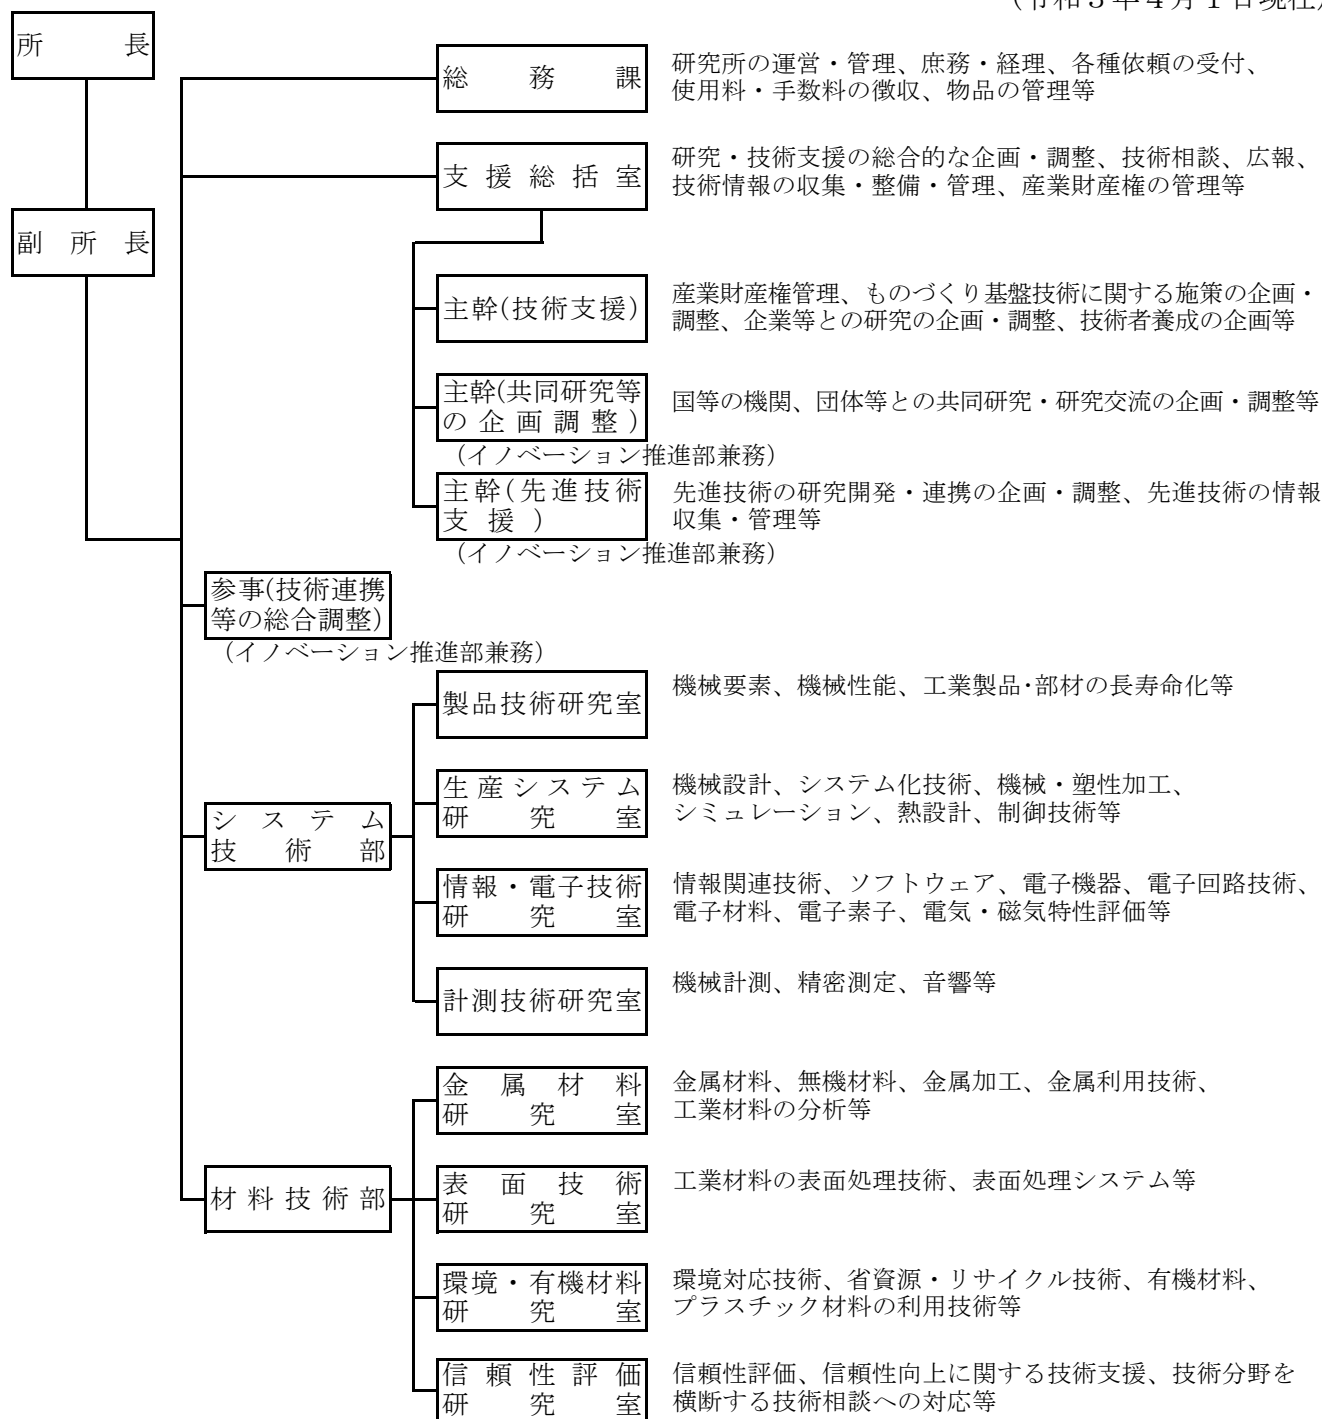 （令和３年４月１日現在）
所長
総務課
研究所の運営・管理、庶務・経理、各種依頼の受付、
使用料・手数料の徴収、物品の管理等
支援総括室
研究・技術支援の総合的な企画・調整、技術相談、広報、
技術情報の収集・整備・管理、産業財産権の管理等
副所長
主幹(技術支援)
産業財産権管理、ものづくり基盤技術に関する施策の企画・
調整、企業等との研究の企画・調整、技術者養成の企画等
主幹(共同研究等
の企画調整)
国等の機関、団体等との共同研究・研究交流の企画・調整等
（イノベーション推進部兼務）
主幹(先進技術
支援)
先進技術の研究開発・連携の企画・調整、先進技術の情報
収集・管理等
（イノベーション推進部兼務）
参事(技術連携
等の総合調整)
（イノベーション推進部兼務）
製品技術研究室
機械要素、機械性能、工業製品･部材の長寿命化等
生産システム
研究室
機械設計、システム化技術、機械・塑性加工、
シミュレーション、熱設計、制御技術等
システム
技術部
情報・電子技術
研究室
情報関連技術、ソフトウェア、電子機器、電子回路技術、
電子材料、電子素子、電気・磁気特性評価等
計測技術研究室
機械計測、精密測定、音響等
金属材料
研究室
金属材料、無機材料、金属加工、金属利用技術、
工業材料の分析等
材料技術部
表面技術
研究室
工業材料の表面処理技術、表面処理システム等
環境・有機材料
研究室
環境対応技術、省資源・リサイクル技術、有機材料、
プラスチック材料の利用技術等
信頼性評価
研究室
信頼性評価、信頼性向上に関する技術支援、技術分野を
横断する技術相談への対応等